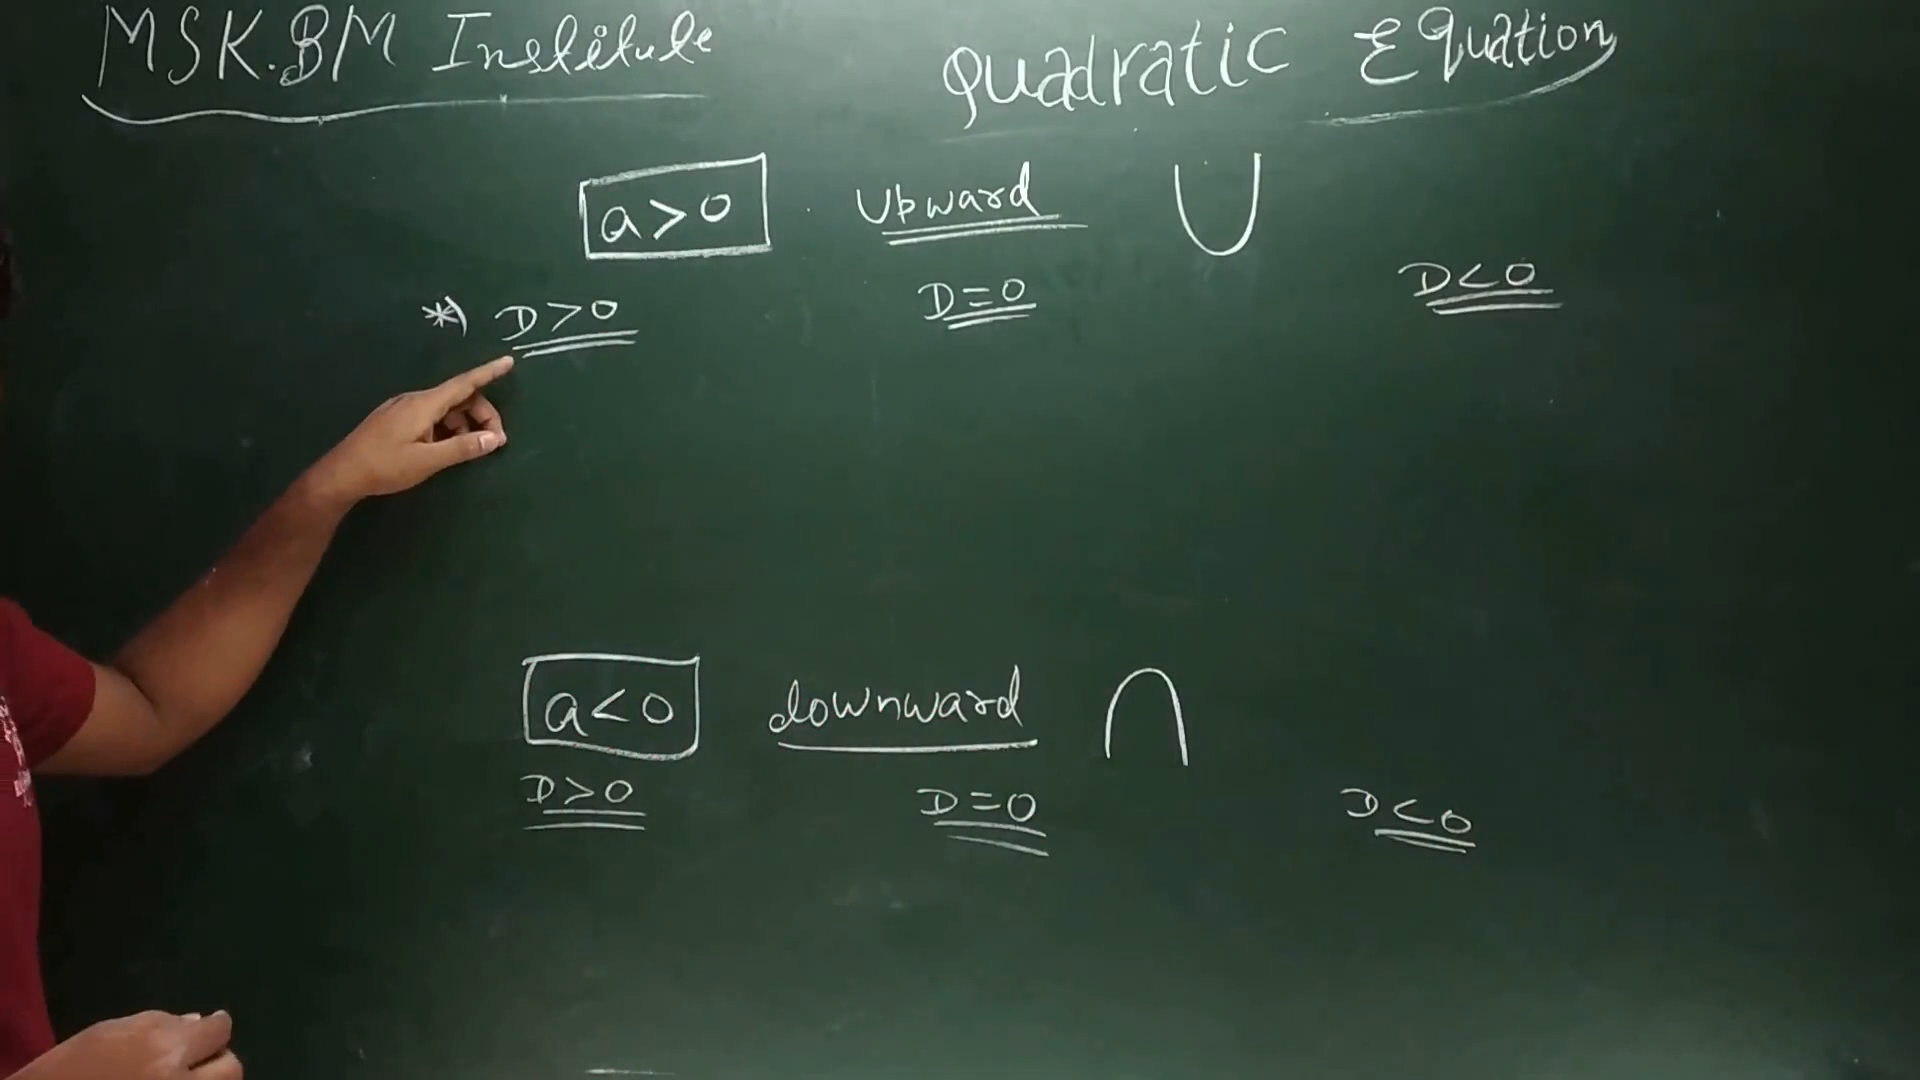 MSK.BM Institute
Quadratic Equation
a>0 Upward
*) D>0 D=0 D<0
a<0 downward
D>0 D=0 D<0